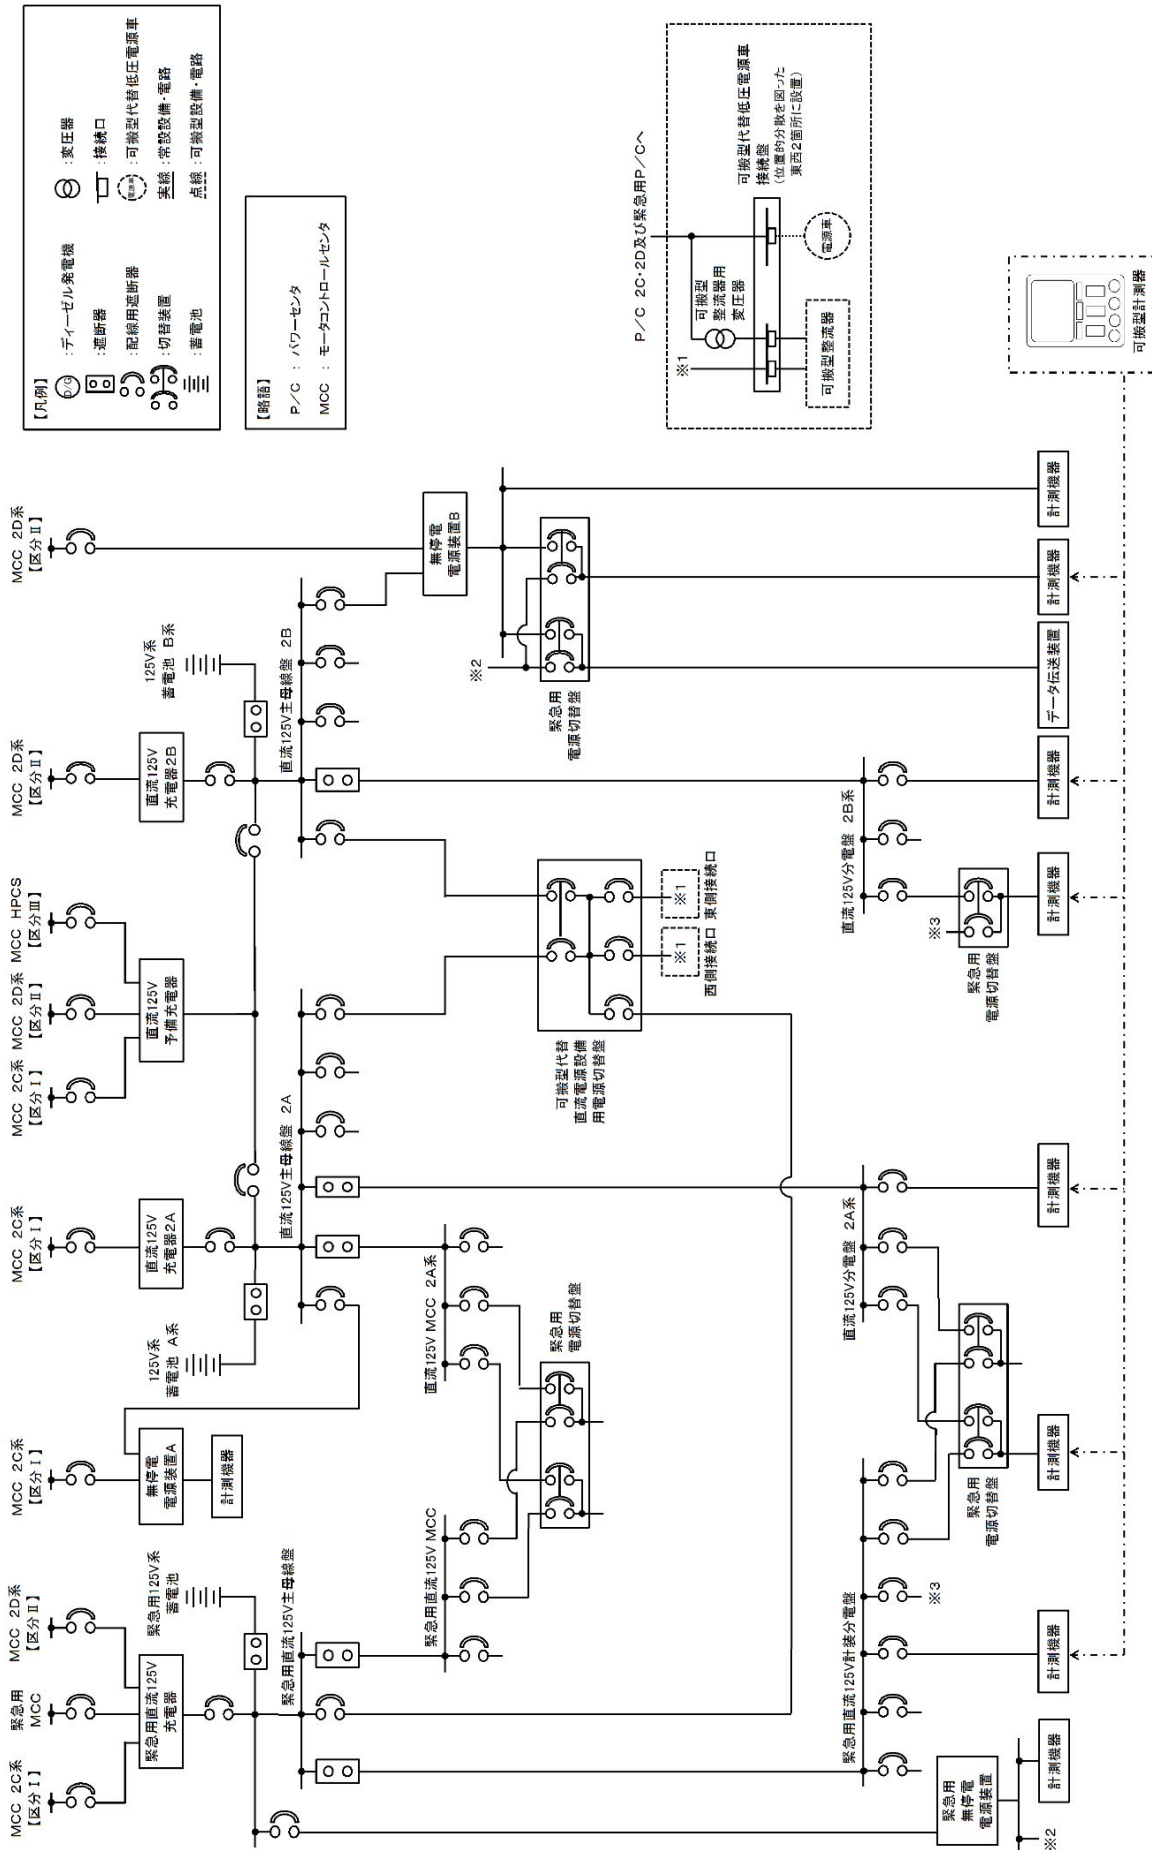 MCC 2C系
【区分Ⅰ】
緊急用
MCC
MCC 2D系
【区分Ⅱ】
緊急用直流125V
充電器
緊急用125V系
蓄電池
MCC 2C系
【区分Ⅰ】
無停電
電源装置A
計測機器
125V系
蓄電池 A系
MCC 2C系
【区分Ⅰ】
直流125V
充電器2A
MCC 2C系
【区分Ⅰ】
MCC 2D系
【区分Ⅱ】
MCC HPCS
【区分Ⅲ】
直流125V
予備充電器
MCC 2D系
【区分Ⅱ】
直流125V
充電器2B
125V系
蓄電池 B系
MCC 2D系
【区分Ⅱ】
無停電
電源装置B
緊急用直流125V主母線盤
直流125V主母線盤 2A
直流125V主母線盤 2B
緊急用直流125V MCC
直流125V MCC 2A系
緊急用
電源切替盤
可搬型代替
直流電源設備
用電源切替盤
※1
西側接続口
※1
東側接続口
※2
緊急用
電源切替盤
緊急用直流125V計装分電盤
直流125V分電盤 2A系
直流125V分電盤 2B系
※3
緊急用
電源切替盤
※3
緊急用
電源切替盤
緊急用
無停電
電源装置
※2
計測機器
計測機器
計測機器
計測機器
計測機器
計測機器
データ伝送装置
計測機器
計測機器
【凡例】
D/G
:ディーゼル発電機
:遮断器
:配線用遮断器
:切替装置
:蓄電池
:変圧器
:接続口
電源車
:可搬型代替低圧電源車
実線:常設設備・電路
点線:可搬型設備・電路
【略語】
P/C : パワーセンタ
MCC : モータコントロールセンタ
P/C 2C・2D及び緊急用P/Cへ
※1
可搬型
整流器用
変圧器
可搬型代替低圧電源車
接続盤
(位置的分散を図った
東西2箇所に設置)
可搬型整流器
電源車
可搬型計測器